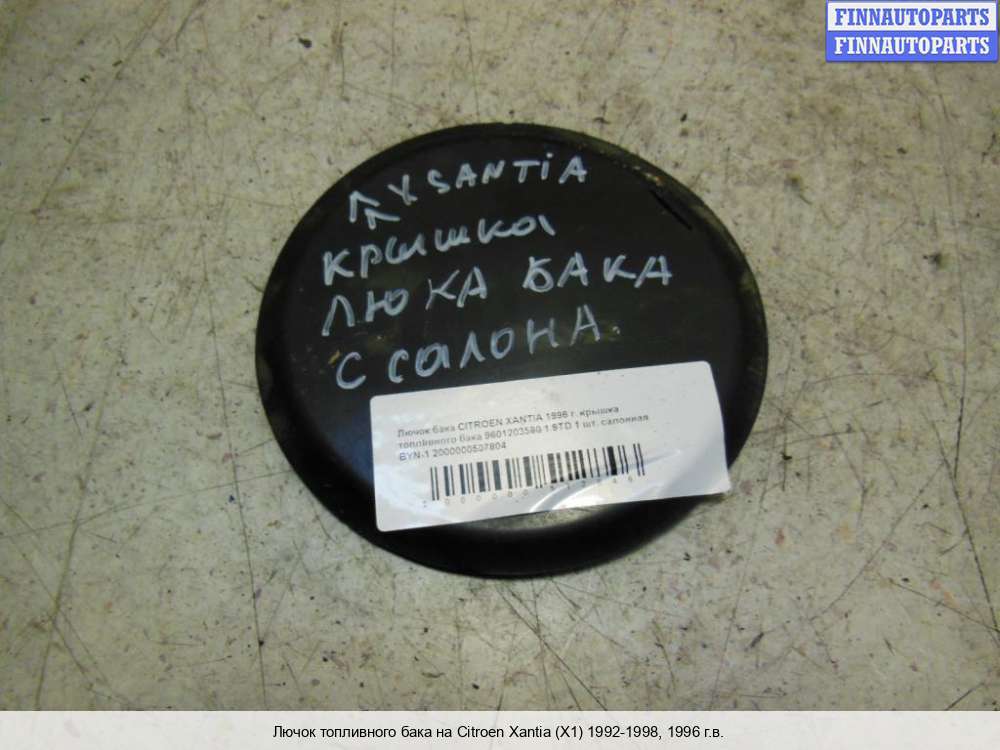 FINNAUTOPARTS
FINNAUTOPARTS
XSANTiA
КРЫШКА
ЛЮКА БАКА
С САЛОНА.
Лючок бака CITROEN XANTIA 1996 г. крышка
топливного бака 9601203580 1.9TD 1 шт. салонная
BYN-1 2000000537804
Лючок топливного бака на Citroen Xantia (X1) 1992-1998, 1996 г.в.